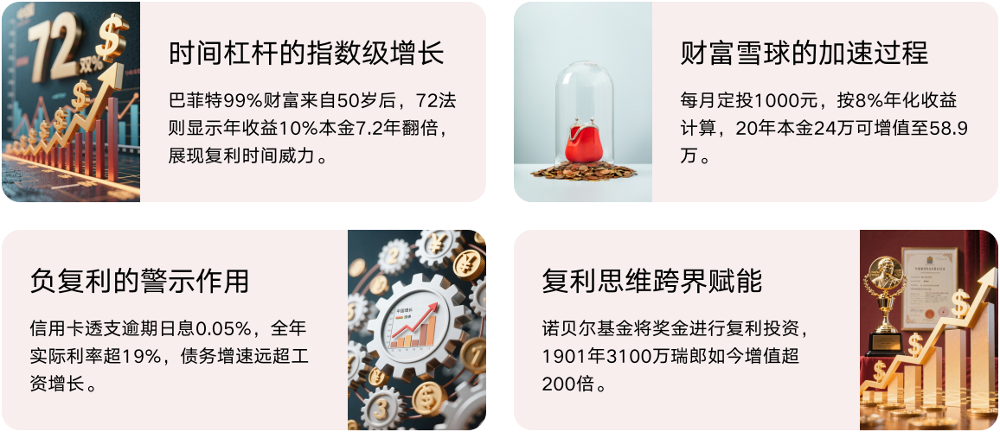 72
时间杠杆的指数级增长
巴菲特99%财富来自50岁后，72法
则显示年收益10%本金7.2年翻倍，
展现复利时间威力。
财富雪球的加速过程
每月定投1000元，按8%年化收益
计算，20年本金24万可增值至58.9
万。
负复利的警示作用
信用卡透支逾期日息0.05%，全年
实际利率超19%，债务增速远超工
资增长。
复利思维跨界赋能
诺贝尔基金将奖金进行复利投资，
1901年3100万瑞郎如今增值超
200倍。